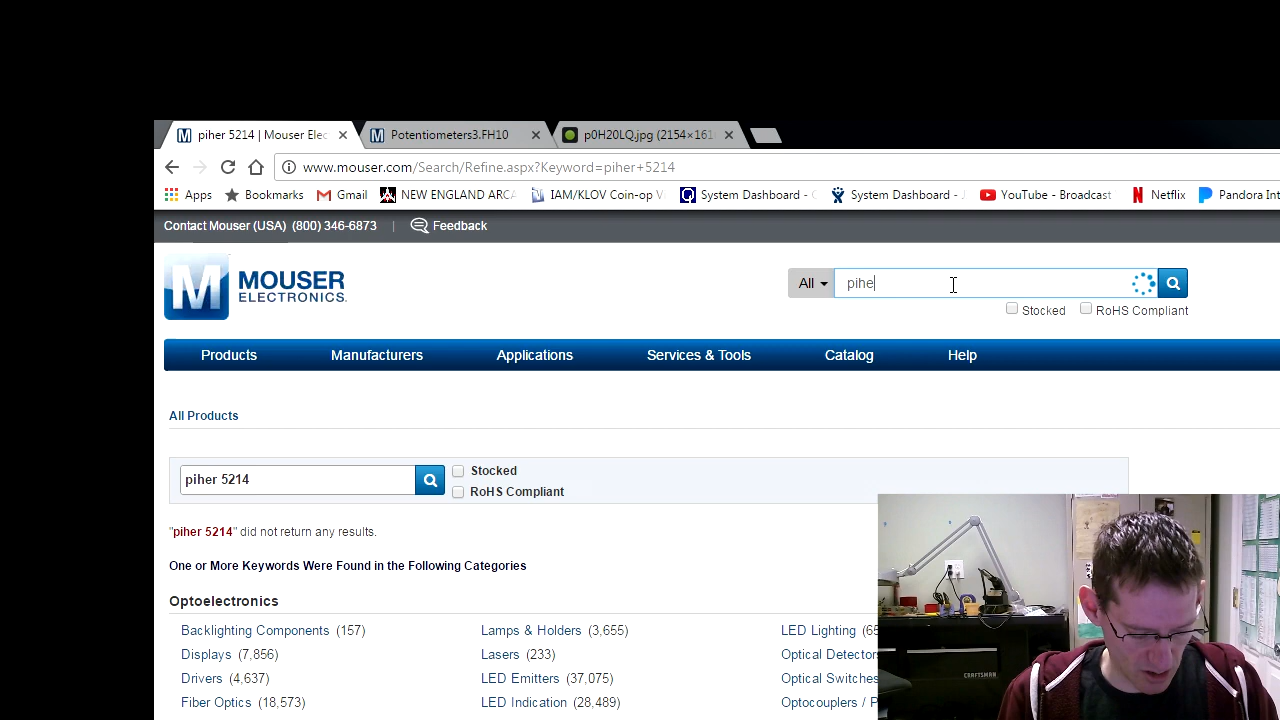 piher 5214 | Mouser Elec
Potentiometers3.FH10
p0H20LQ.jpg (2154×161
www.mouser.com/Search/Refine.aspx?Keyword=piher+5214
Apps
Bookmarks
Gmail
NEW ENGLAND ARCA
IAM/KLOV Coin-op V
System Dashboard -
System Dashboard - J
YouTube - Broadcast
Netflix
Pandora Int
Contact Mouser (USA) (800) 346-6873 | Feedback
M MOUSER
ELECTRONICS.
All
pihe
Stocked
RoHS Compliant
Products
Manufacturers
Applications
Services & Tools
Catalog
Help
All Products
piher 5214
Stocked
RoHS Compliant
"piher 5214" did not return any results.
One or More Keywords Were Found in the Following Categories
Optoelectronics
Backlighting Components (157)
Lamps & Holders (3,655)
LED Lighting (65
Displays (7,856)
Lasers (233)
Optical Detector
Drivers (4,637)
LED Emitters (37,075)
Optical Switches
Fiber Optics (18,573)
LED Indication (28,489)
Optocouplers / P
CRAFTSMAN